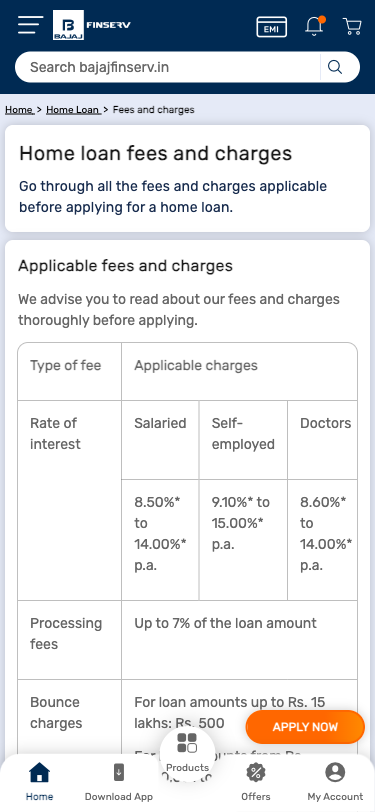 B
BAJAJ
FINSERV
EMI
Search bajajfinserv.in
Home > Home Loan > Fees and charges
Home loan fees and charges
Go through all the fees and charges applicable
before applying for a home loan.
Applicable fees and charges
We advise you to read about our fees and charges
thoroughly before applying.
Type of fee
Applicable charges
Rate of
interest
Salaried
Self-
employed
Doctors
8.50%*
to
14.00%*
p.a.
9.10%* to
15.00%*
p.a.
8.60%*
to
14.00%*
p.a.
Processing
fees
Up to 7% of the loan amount
Bounce
charges
For loan amounts up to Rs. 15
lakhs: Rs. 500
APPLY NOW
Home
Download App
Products
Offers
My Account